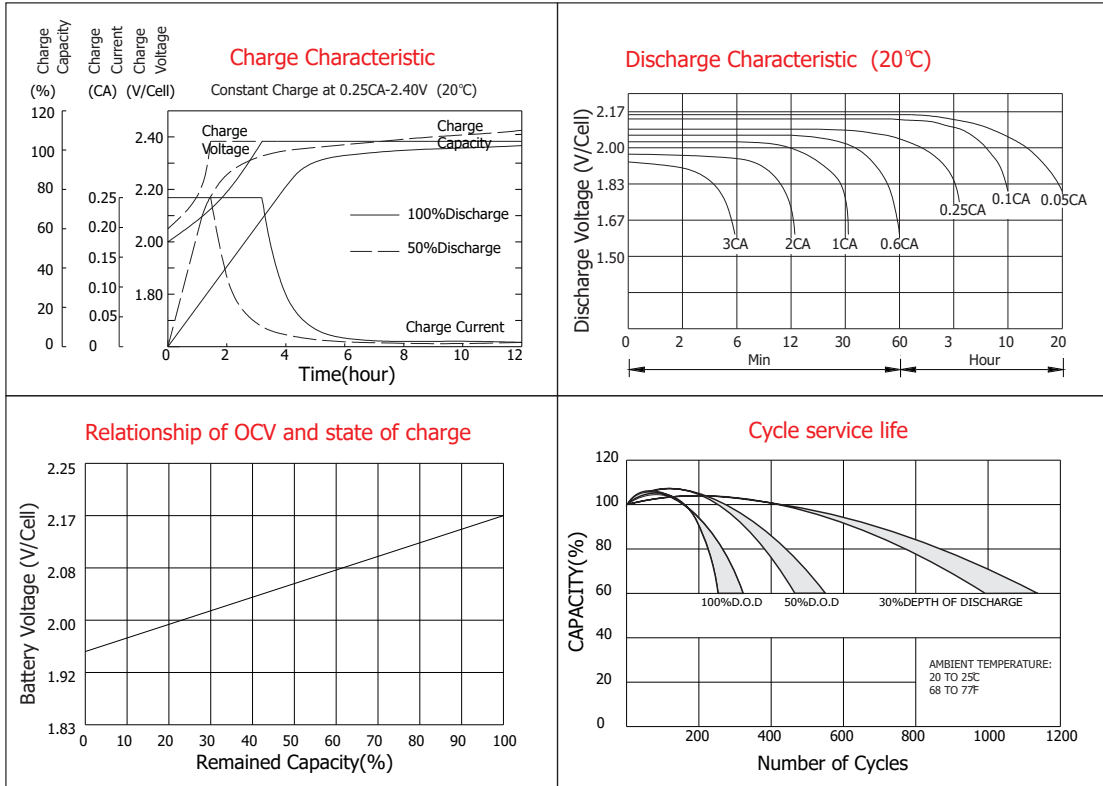 Charge Characteristic
Constant Charge at 0.25CA-2.40V (20℃)
Charge Capacity
Charge Current
Charge Voltage
(%) (CA) (V/Cell)
120
100
80
60
40
20
0
0.25
0.20
0.15
0.10
0.05
0
2.40
2.20
2.00
1.80
Charge
Voltage
Charge
Capacity
100%Discharge
50%Discharge
Charge Current
0 2 4 6 8 10 12
Time(hour)
Discharge Characteristic (20℃)
Discharge Voltage (V/Cell)
2.17
2.00
1.83
1.67
1.50
3CA 2CA 1CA 0.6CA 0.25CA 0.1CA 0.05CA
0 2 6 12 30 60 3 10 20
Min Hour
Relationship of OCV and state of charge
Battery Voltage (V/Cell)
2.25
2.17
2.08
2.00
1.92
1.83
0 10 20 30 40 50 60 70 80 90 100
Remained Capacity(%)
Cycle service life
CAPACITY(%)
120
100
80
60
40
20
0
100%D.O.D 50%D.O.D 30%DEPTH OF DISCHARGE
AMBIENT TEMPERATURE:
20 TO 25℃
68 TO 77℉
200 400 600 800 1000 1200
Number of Cycles